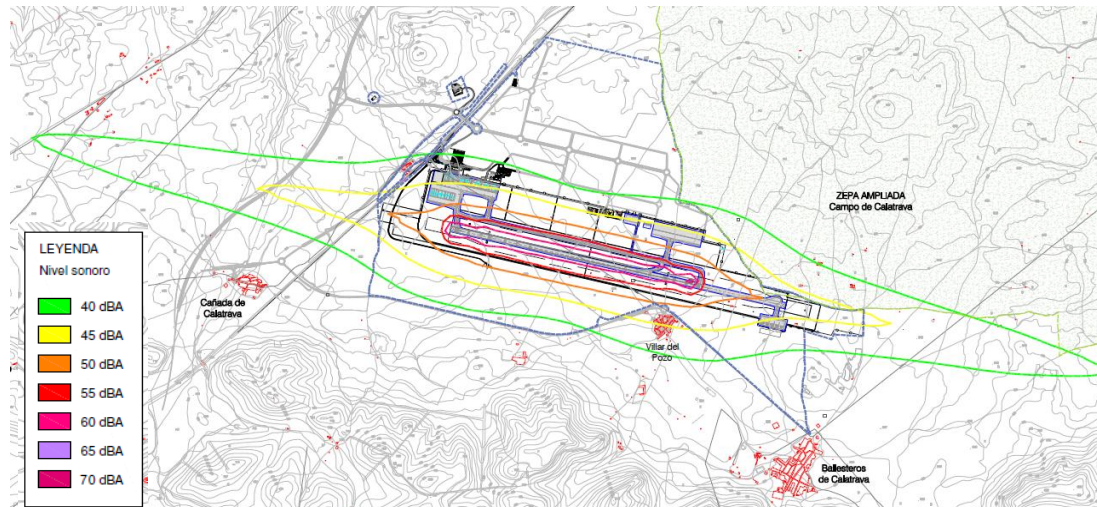 ZEPA AMPLIADA
Campo de Calatrava
LEYENDA
Nivel sonoro
40 dBA
45 dBA
50 dBA
55 dBA
60 dBA
65 dBA
70 dBA
Cañada de
Calatrava
Villar del
Pozo
Ballesteros
de Calatrava